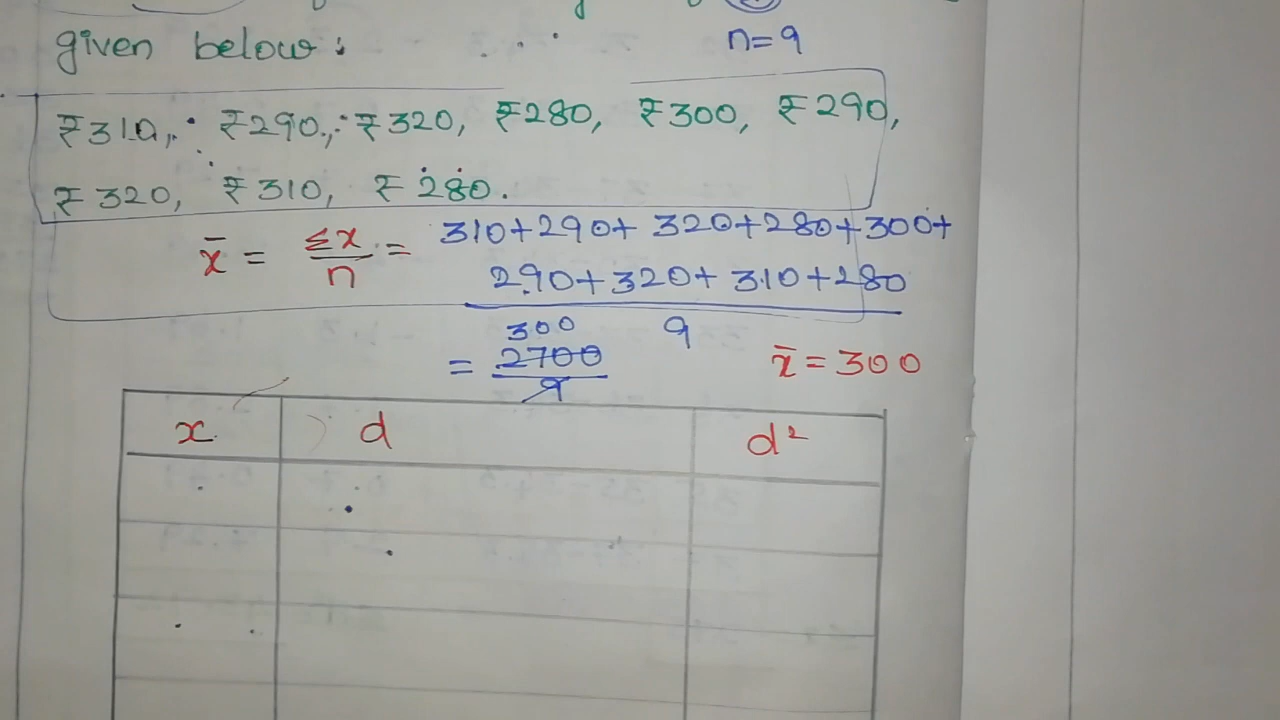 given below:
n=9
₹310, ₹290, ₹320, ₹280, ₹300, ₹290,
₹320, ₹310, ₹280.
x̄ = Σx/n = 310+290+ 320+280+300+
290+320+ 310+280
9
300
= 2700/9
x̄ = 300
x d d²